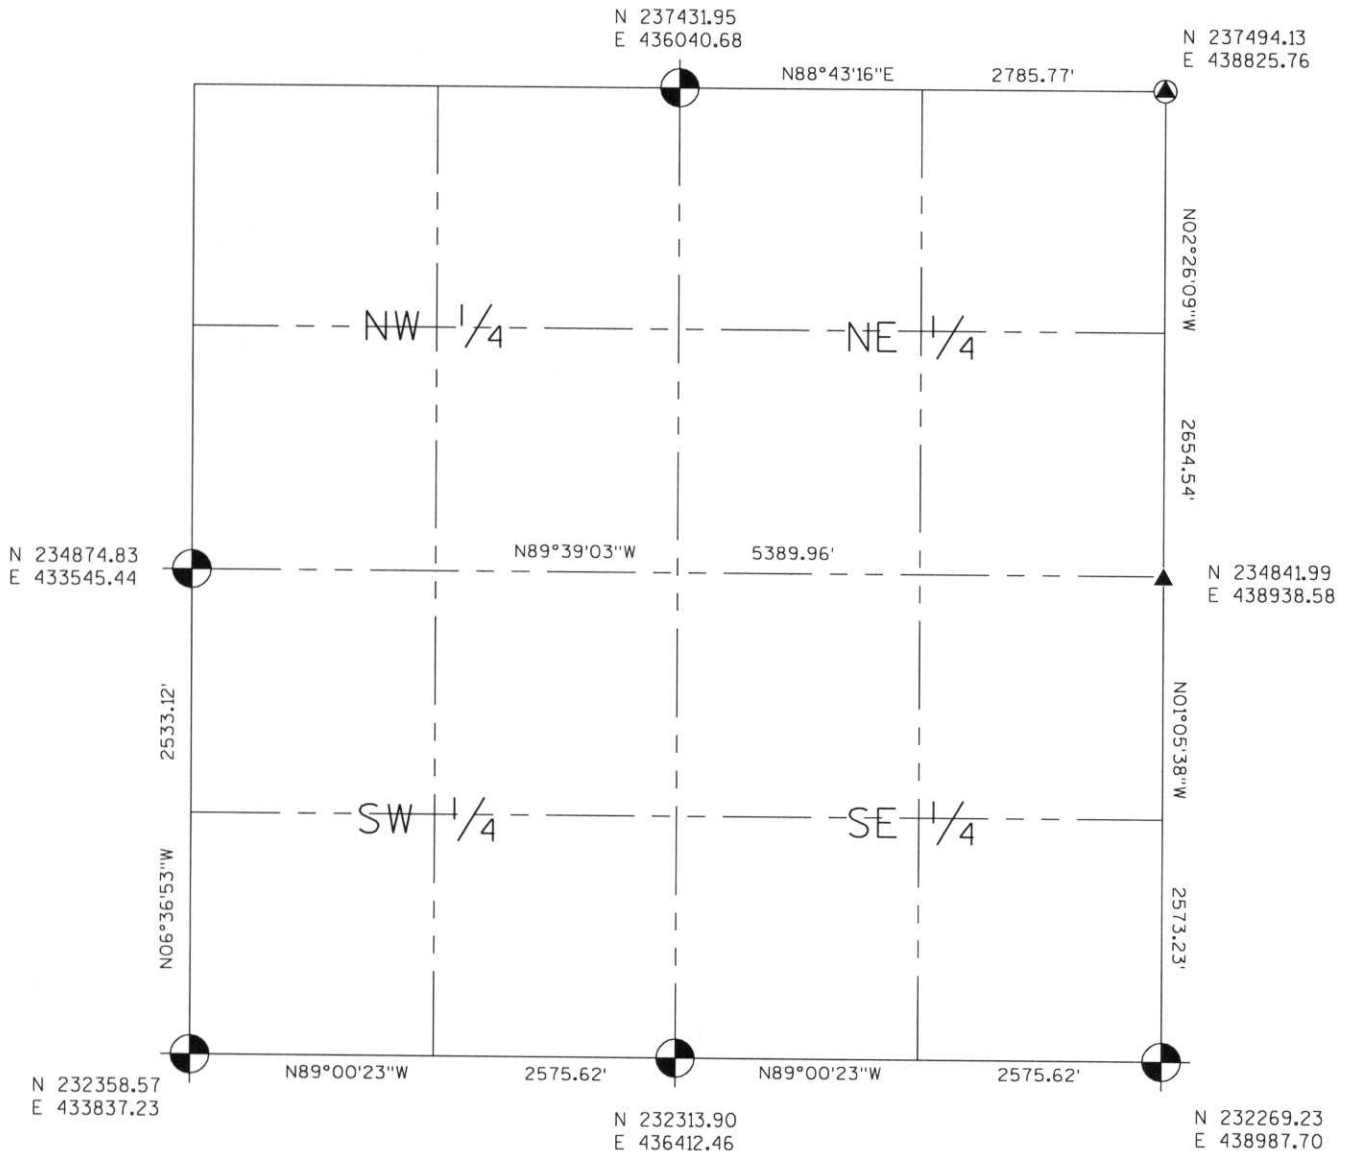 N 237431.95
E 436040.68
N 237494.13
E 438825.76
N88°43'16"E 2785.77'
N02°26'09"W
2654.54'
NW 1/4
NE 1/4
N 234874.83
E 433545.44
N89°39'03"W 5389.96'
N 234841.99
E 438938.58
2533.12'
N06°36'53"W
N01°05'38"W
2573.23'
SW 1/4
SE 1/4
N89°00'23"W 2575.62'
N89°00'23"W 2575.62'
N 232358.57
E 433837.23
N 232313.90
E 436412.46
N 232269.23
E 438987.70